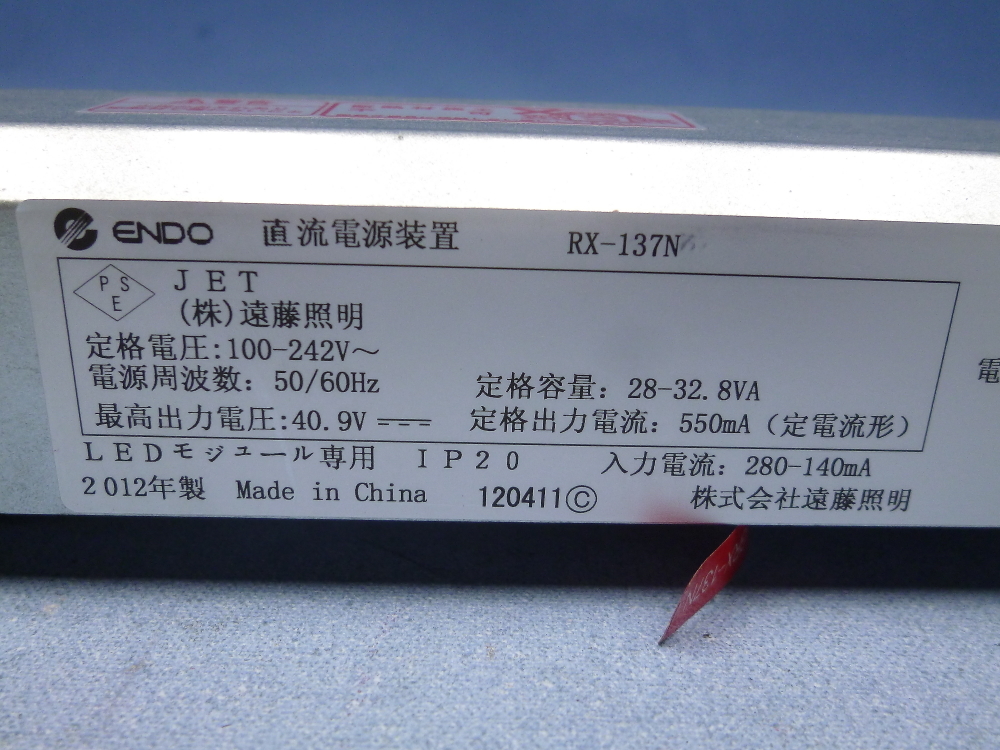 ENDO 直流電源装置 RX-137N
PSE JET
(株)遠藤照明
定格電圧:100-242V～
電源周波数: 50/60Hz 定格容量: 28-32.8VA
最高出力電圧:40.9V 定格出力電流: 550mA (定電流形)
LEDモジュール専用 IP20 入力電流: 280-140mA
2012年製 Made in China 120411Ⓒ 株式会社遠藤照明
電